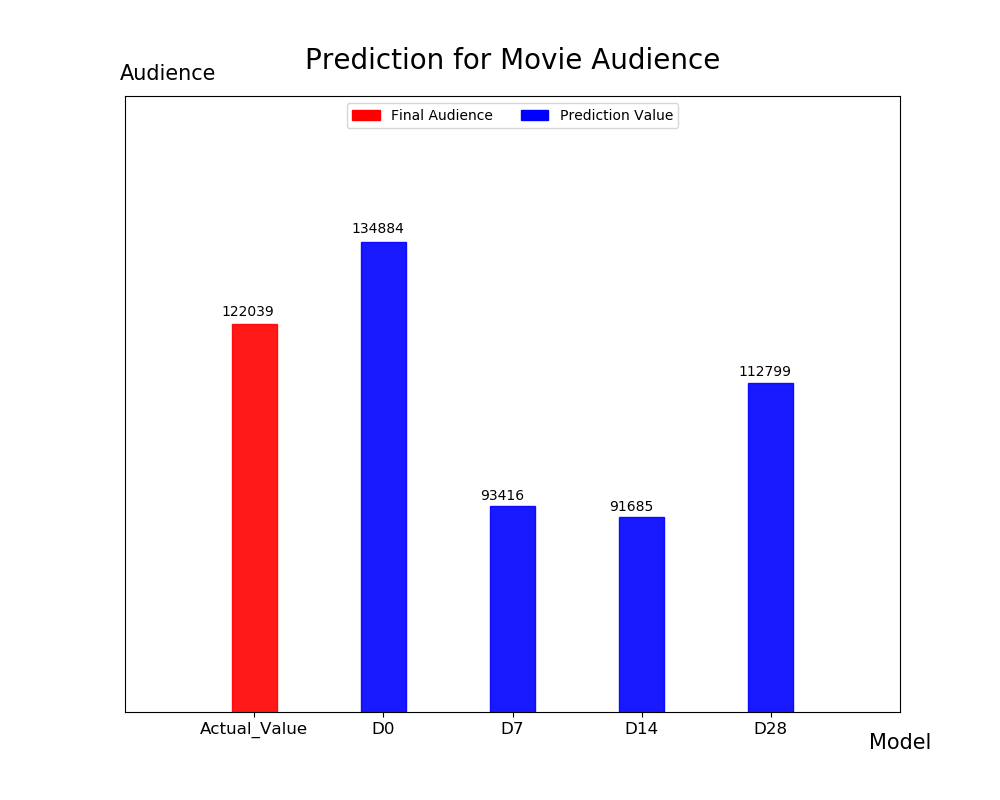 Prediction for Movie Audience
Audience
Final Audience
Prediction Value
134884
122039
112799
93416
91685
Actual_Value
D0
D7
D14
D28
Model